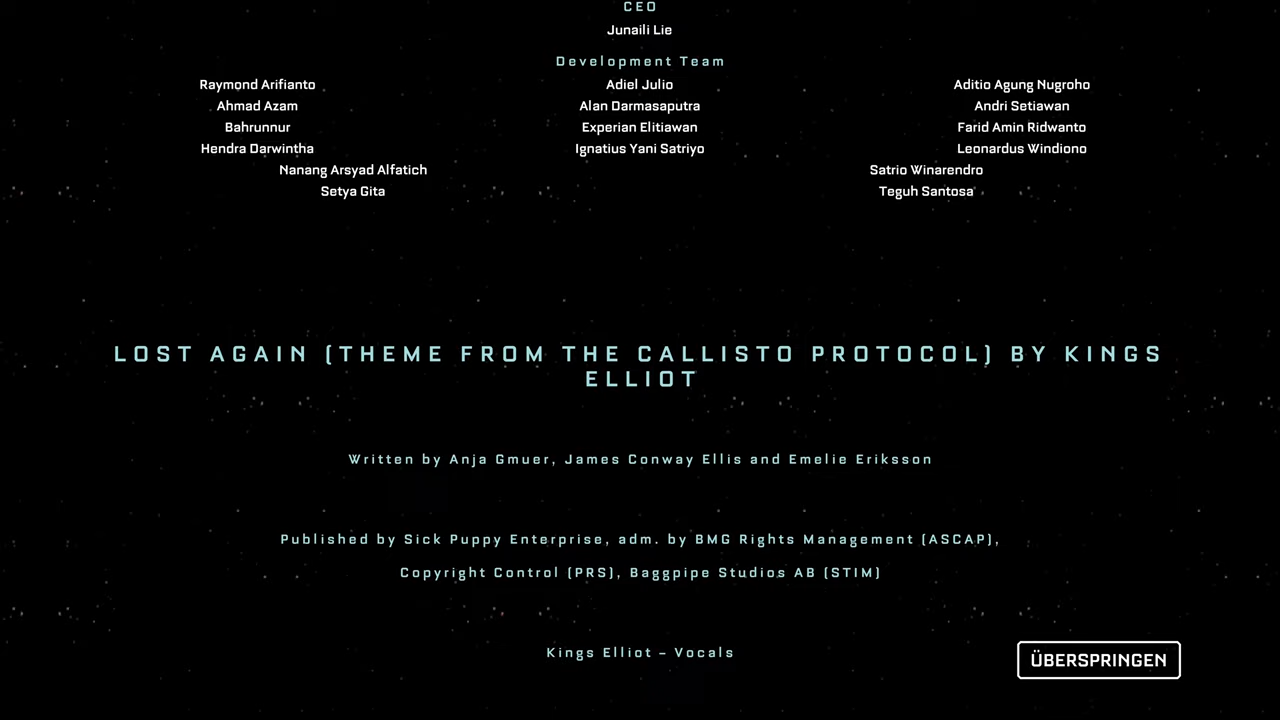 CEO
Junaili Lie
Development Team
Raymond Arifianto Adiel Julio Aditio Agung Nugroho
Ahmad Azam Alan Darmasaputra Andri Setiawan
Bahrunnur Experian Elitiawan Farid Amin Ridwanto
Hendra Darwintha Ignatius Yani Satriyo Leonardus Windiono
Nanang Arsyad Alfatich Satrio Winarendro
Setya Gita Teguh Santosa
LOST AGAIN (THEME FROM THE CALLISTO PROTOCOL) BY KINGS
ELLIOT
Written by Anja Gmuer, James Conway Ellis and Emelie Eriksson
Published by Sick Puppy Enterprise, adm. by BMG Rights Management (ASCAP),
Copyright Control (PRS), Baggpipe Studios AB (STIM)
Kings Elliot – Vocals
ÜBERSPRINGEN